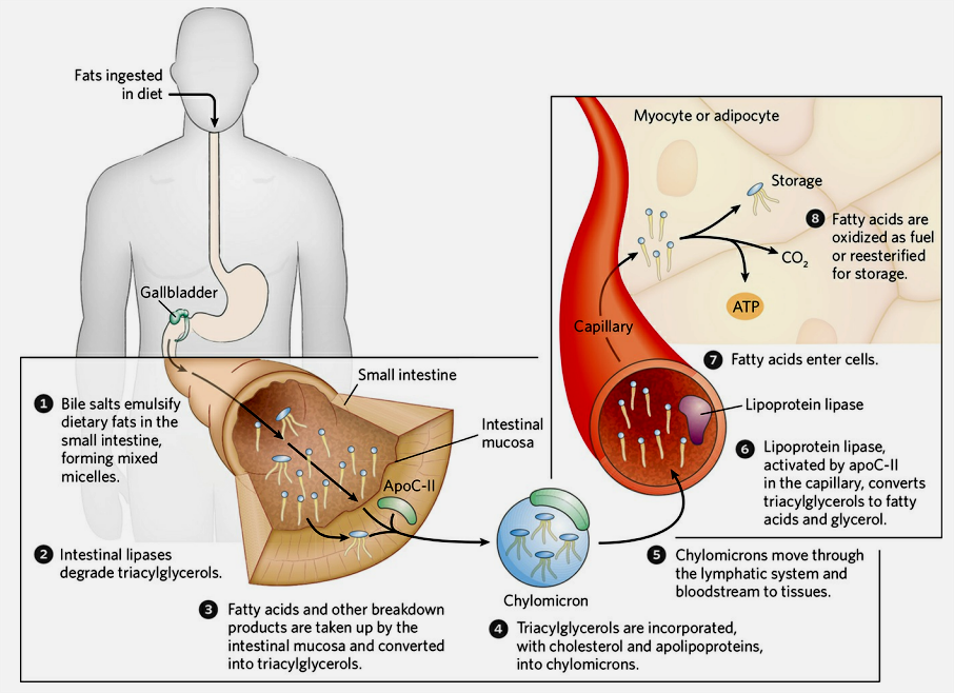 Fats ingested
in diet
Gallbladder
1 Bile salts emulsify
dietary fats in the
small intestine,
forming mixed
micelles.
Small intestine
Intestinal
mucosa
ApoC-II
2 Intestinal lipases
degrade triacylglycerols.
3 Fatty acids and other breakdown
products are taken up by the
intestinal mucosa and converted
into triacylglycerols.
Chylomicron
4 Triacylglycerols are incorporated,
with cholesterol and apolipoproteins,
into chylomicrons.
5 Chylomicrons move through
the lymphatic system and
bloodstream to tissues.
Lipoprotein lipase
6 Lipoprotein lipase,
activated by apoC-II
in the capillary, converts
triacylglycerols to fatty
acids and glycerol.
Capillary
7 Fatty acids enter cells.
Myocyte or adipocyte
Storage
CO₂
ATP
8 Fatty acids are
oxidized as fuel
or reesterified
for storage.